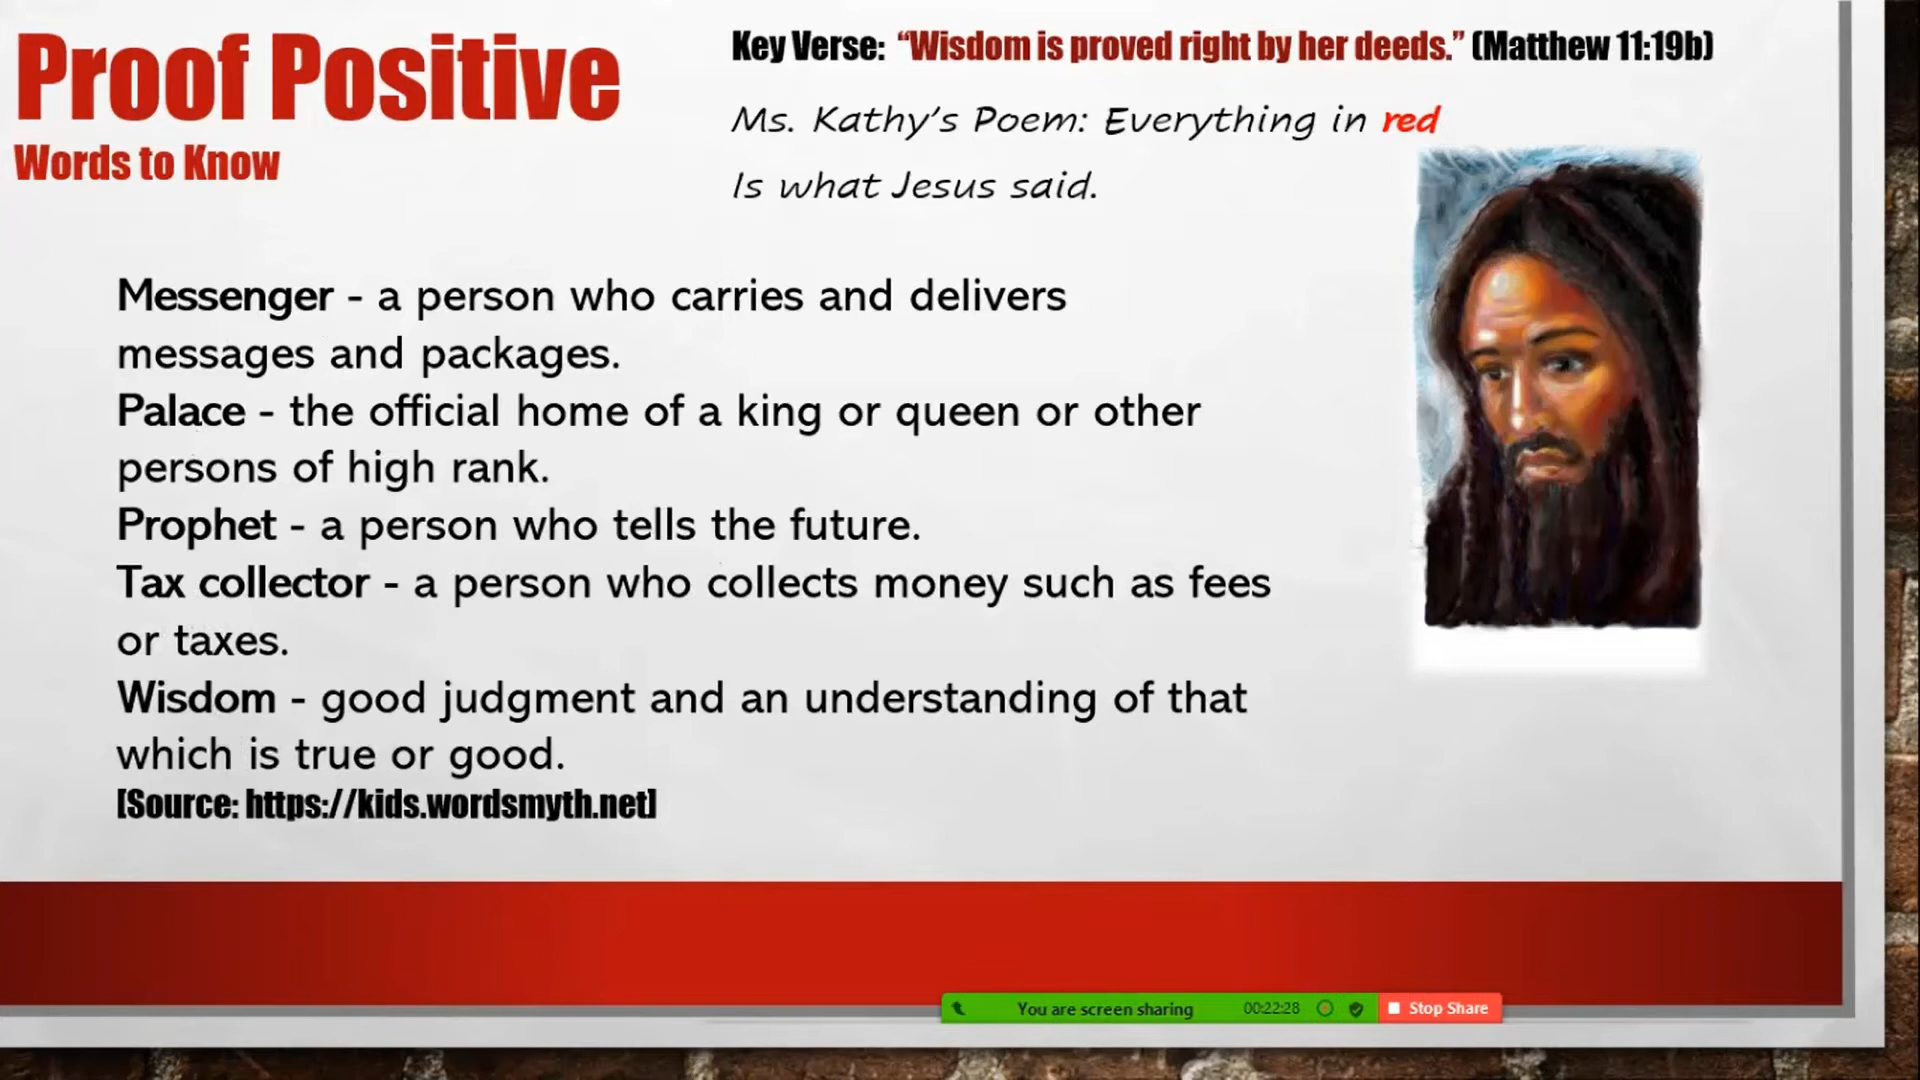 Proof Positive
Words to Know
Key Verse: “Wisdom is proved right by her deeds.” (Matthew 11:19b)
Ms. Kathy’s Poem: Everything in red
Is what Jesus said.
Messenger - a person who carries and delivers
messages and packages.
Palace - the official home of a king or queen or other
persons of high rank.
Prophet - a person who tells the future.
Tax collector - a person who collects money such as fees
or taxes.
Wisdom - good judgment and an understanding of that
which is true or good.
[Source: https://kids.wordsmyth.net]
You are screen sharing 00:22:28 Stop Share